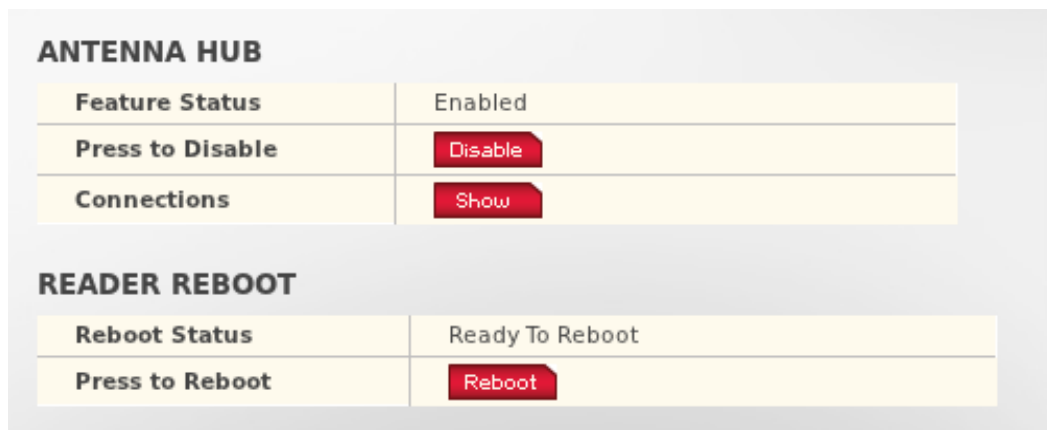 ANTENNA HUB
Feature Status Enabled
Press to Disable Disable
Connections Show
READER REBOOT
Reboot Status Ready To Reboot
Press to Reboot Reboot